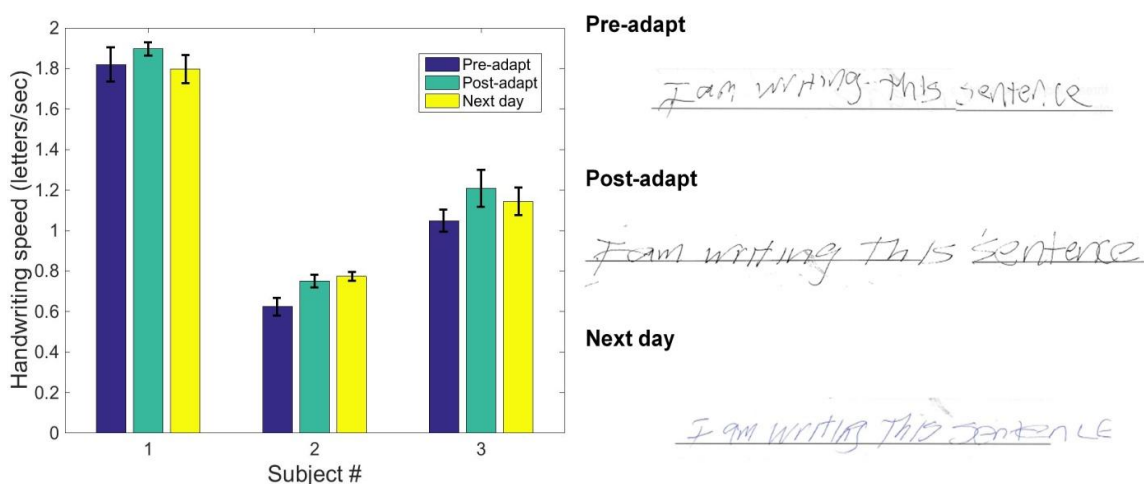 2
1.8
1.6
1.4
1.2
1
0.8
0.6
0.4
0.2
0
Handwriting speed (letters/sec)
1 2 3
Subject #
Pre-adapt
Post-adapt
Next day
Pre-adapt
I am writing This sentence
Post-adapt
I am writing This sentence
Next day
I am writing This sentence